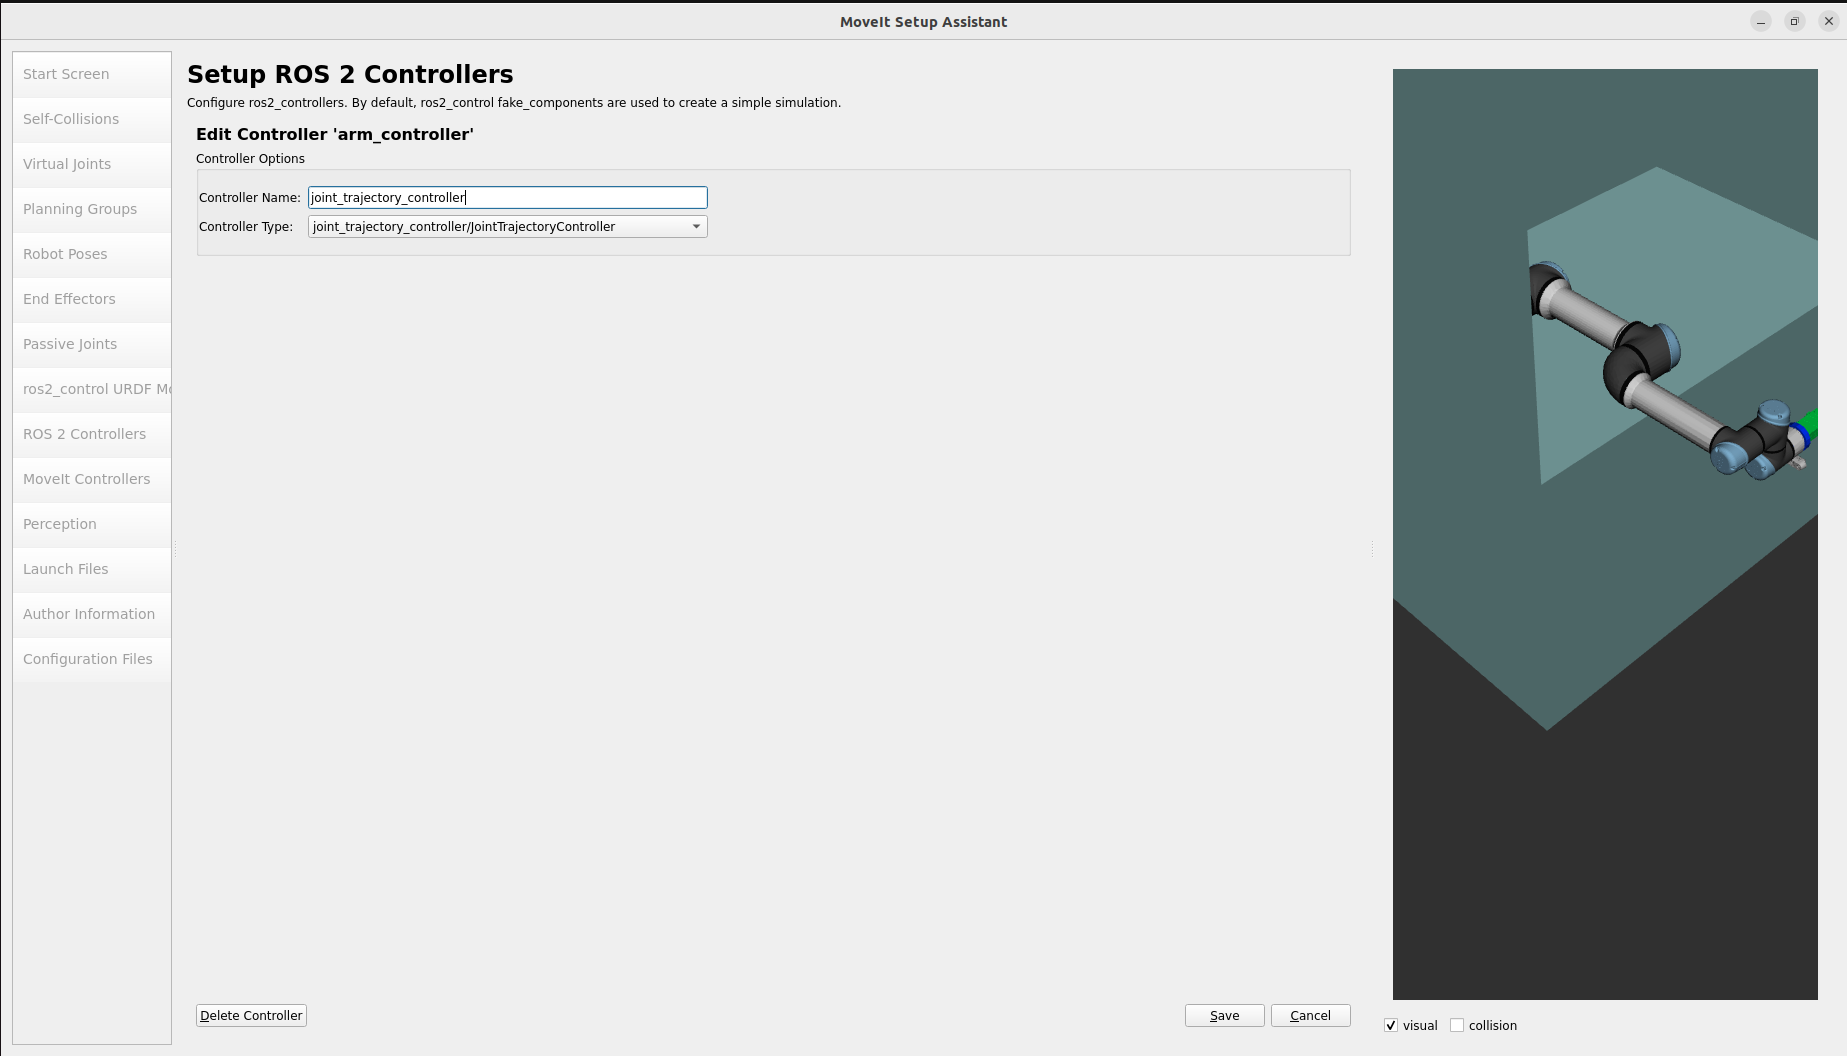 MoveIt Setup Assistant
Start Screen
Self-Collisions
Virtual Joints
Planning Groups
Robot Poses
End Effectors
Passive Joints
ros2_control URDF Mo
ROS 2 Controllers
MoveIt Controllers
Perception
Launch Files
Author Information
Configuration Files
Setup ROS 2 Controllers
Configure ros2_controllers. By default, ros2_control fake_components are used to create a simple simulation.
Edit Controller 'arm_controller'
Controller Options
Controller Name: joint_trajectory_controller
Controller Type: joint_trajectory_controller/JointTrajectoryController
Delete Controller
Save
Cancel
visual
collision